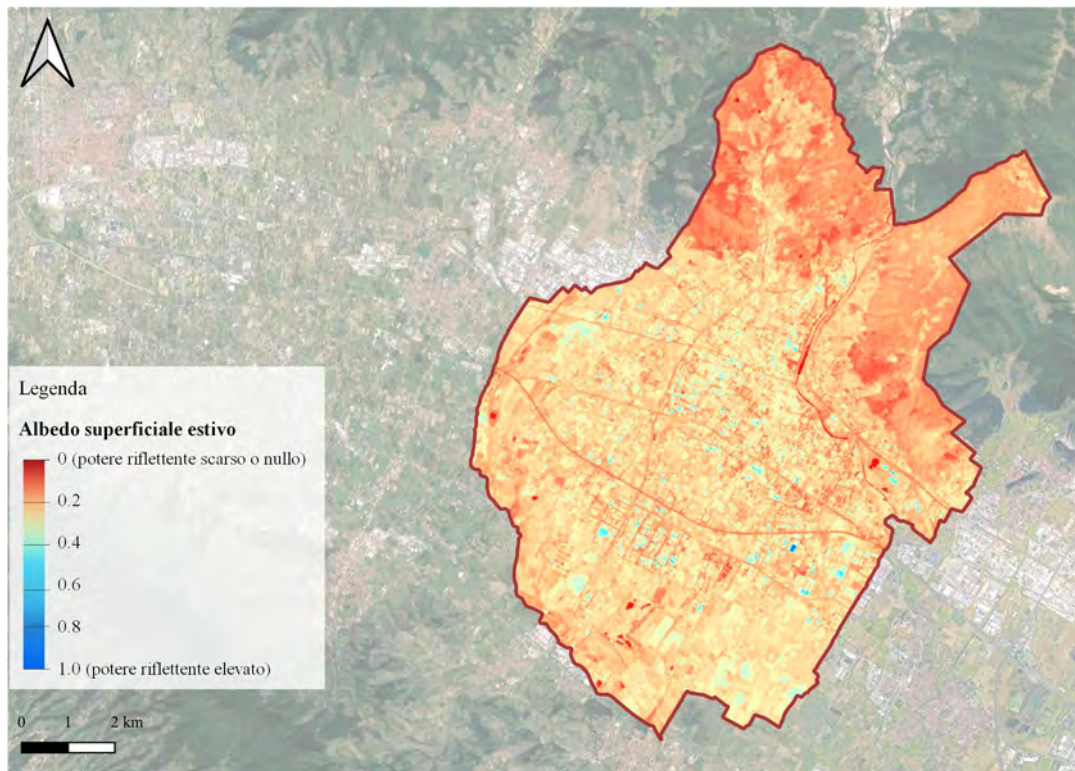 Legenda
Albedo superficiale estivo
0 (potere riflettente scarso o nullo)
0.2
0.4
0.6
0.8
1.0 (potere riflettente elevato)
0 1 2 km